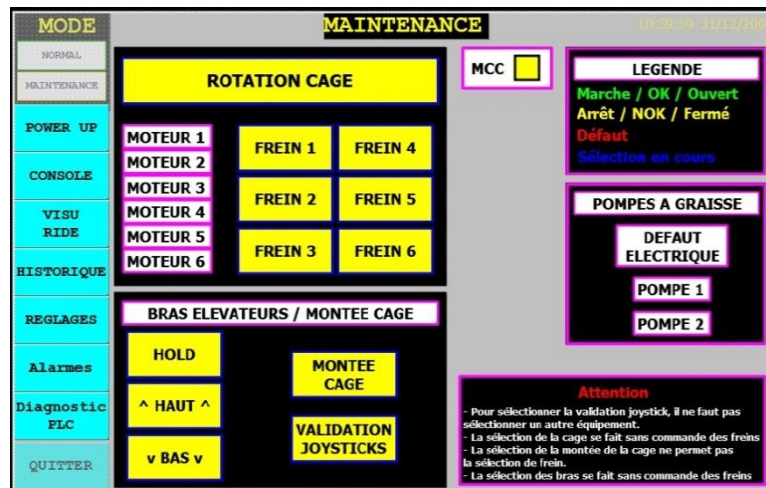 MODE
MAINTENANCE
10:59:59 31/12/200
NORMAL
MAINTENANCE
POWER UP
CONSOLE
VISU
RIDE
HISTORIQUE
REGLAGES
Alarmes
Diagnostic
PLC
QUITTER
ROTATION CAGE
MOTEUR 1
MOTEUR 2
MOTEUR 3
MOTEUR 4
MOTEUR 5
MOTEUR 6
FREIN 1
FREIN 4
FREIN 2
FREIN 5
FREIN 3
FREIN 6
BRAS ELEVATEURS / MONTEE CAGE
HOLD
^ HAUT ^
v BAS v
MONTEE
CAGE
VALIDATION
JOYSTICKS
MCC
LEGENDE
Marche / OK / Ouvert
Arrêt / NOK / Fermé
Défaut
Sélection en cours
POMPES A GRAISSE
DEFAUT
ELECTRIQUE
POMPE 1
POMPE 2
Attention
- Pour sélectionner la validation joystick, il ne faut pas
sélectionner un autre équipement.
- La sélection de la cage se fait sans commande des freins
- La sélection de la montée de la cage ne permet pas
la sélection de frein.
- La sélection des bras se fait sans commande des freins